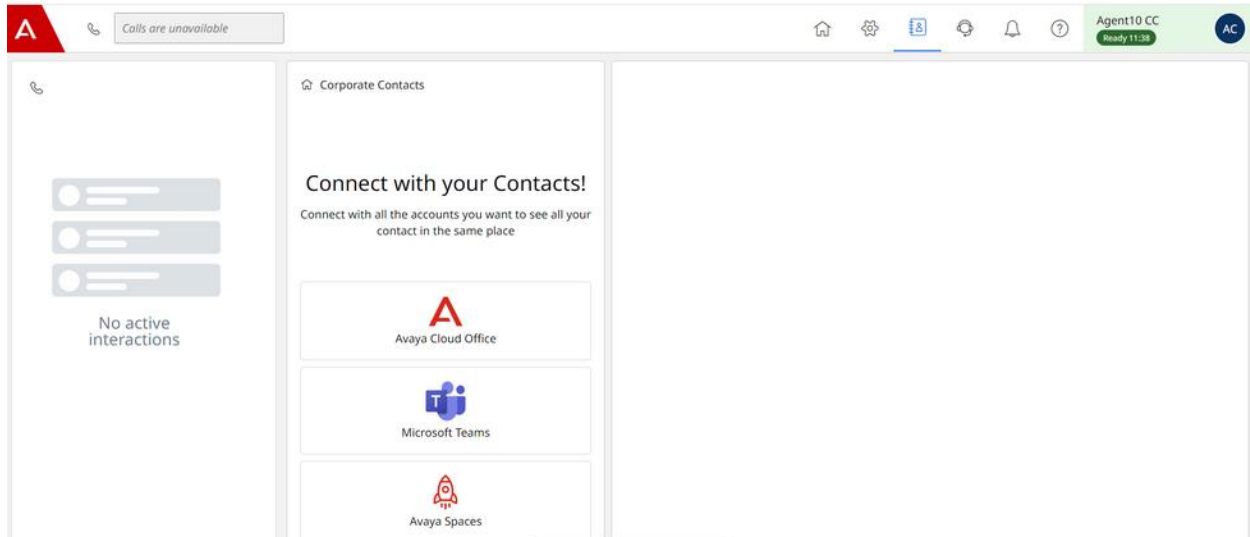 Calls are unavailable
Agent10 CC
Ready 11:38
AC
Corporate Contacts
No active
interactions
Connect with your Contacts!
Connect with all the accounts you want to see all your
contact in the same place
Avaya Cloud Office
T
Microsoft Teams
Avaya Spaces